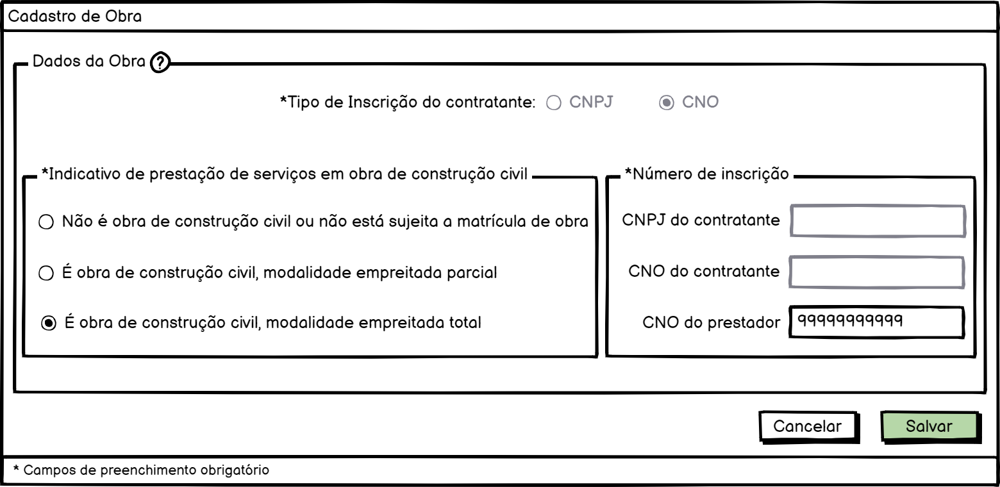 Cadastro de Obra
Dados da Obra ?
*Tipo de Inscrição do contratante: CNPJ CNO
*Indicativo de prestação de serviços em obra de construção civil
Não é obra de construção civil ou não está sujeita a matrícula de obra
É obra de construção civil, modalidade empreitada parcial
É obra de construção civil, modalidade empreitada total
*Número de inscrição
CNPJ do contratante
CNO do contratante
CNO do prestador 99999999999
Cancelar Salvar
* Campos de preenchimento obrigatório